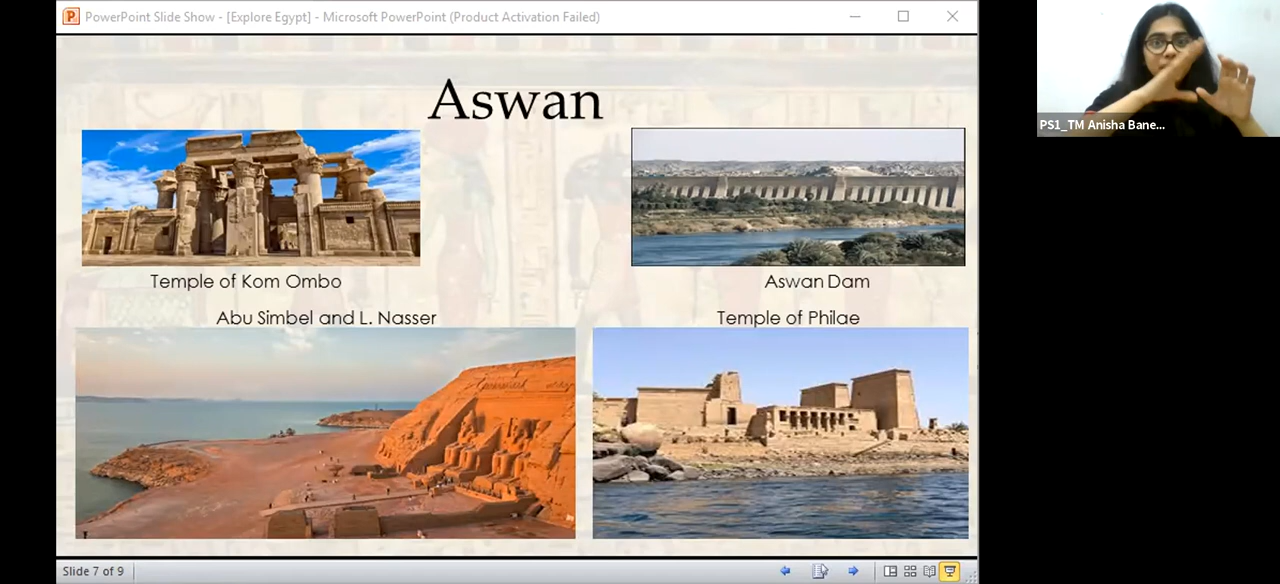 PowerPoint Slide Show - [Explore Egypt] - Microsoft PowerPoint (Product Activation Failed)
Aswan
PS1_TM Anisha Bane...
Temple of Kom Ombo
Aswan Dam
Abu Simbel and L. Nasser
Temple of Philae
Slide 7 of 9